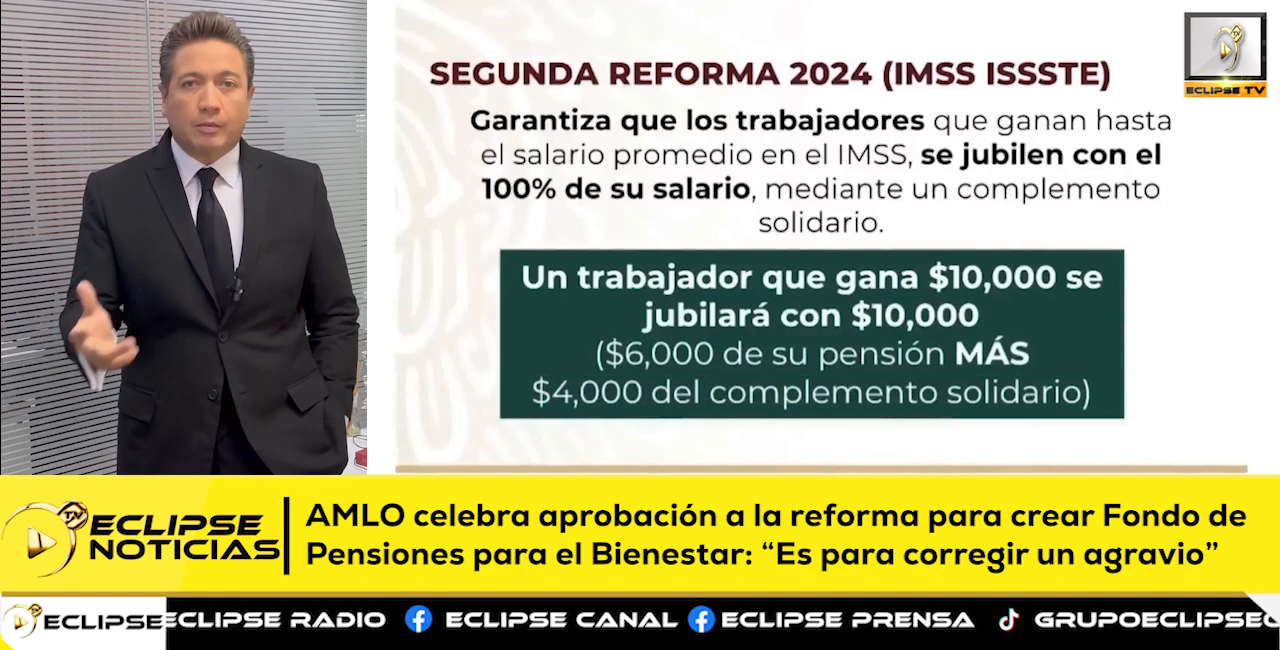 SEGUNDA REFORMA 2024 (IMSS ISSSTE)
Garantiza que los trabajadores que ganan hasta
el salario promedio en el IMSS, se jubilen con el
100% de su salario, mediante un complemento
solidario.
Un trabajador que gana $10,000 se
jubilará con $10,000
($6,000 de su pensión MÁS
$4,000 del complemento solidario)
TV
ECLIPSE TV
TV
ECLIPSE
NOTICIAS
AMLO celebra aprobación a la reforma para crear Fondo de
Pensiones para el Bienestar: “Es para corregir un agravio”
ECLIPSE ECLIPSE RADIO ECLIPSE CANAL ECLIPSE PRENSA GRUPOECLIPSEC